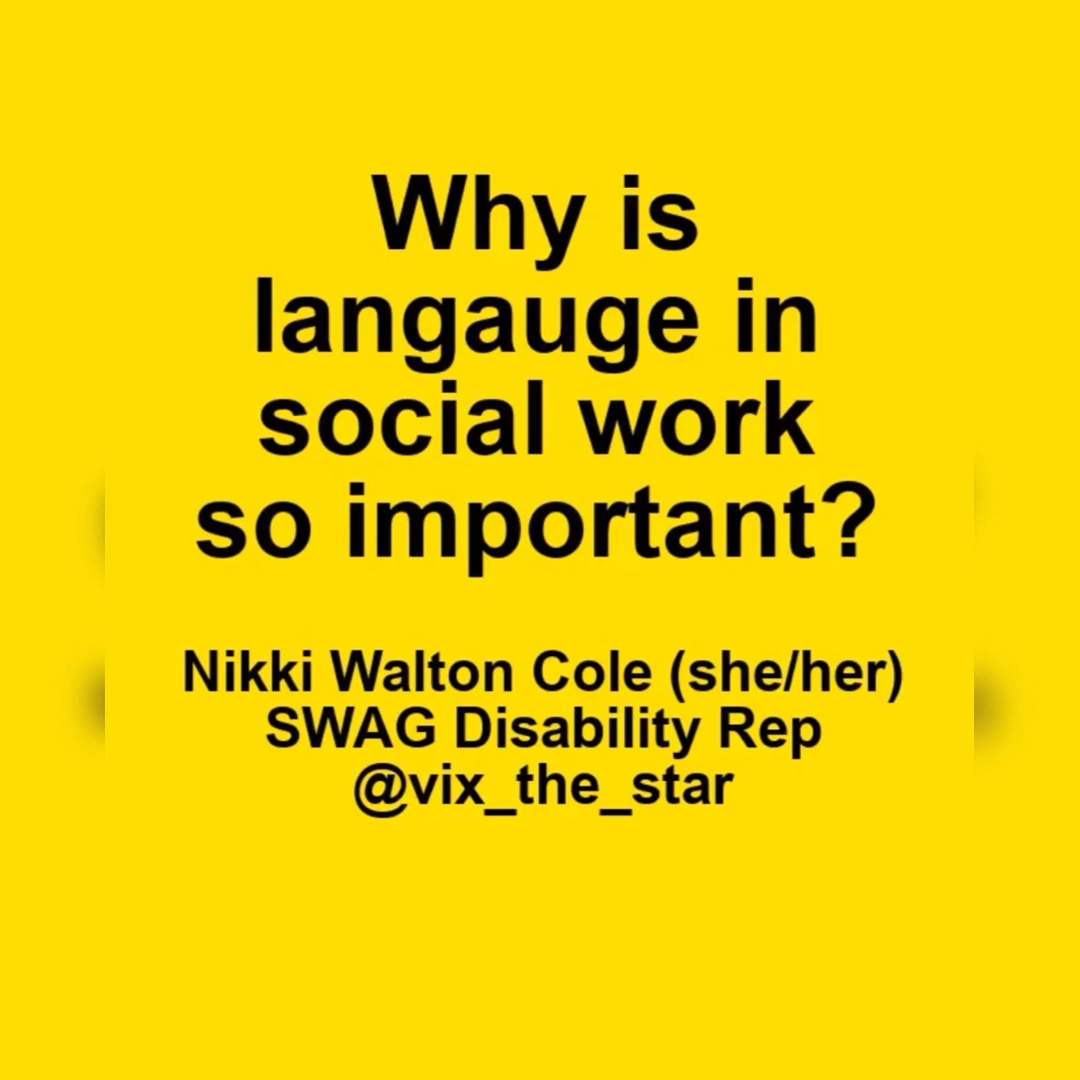 Why is
langauge in
social work
so important?
Nikki Walton Cole (she/her)
SWAG Disability Rep
@vix_the_star